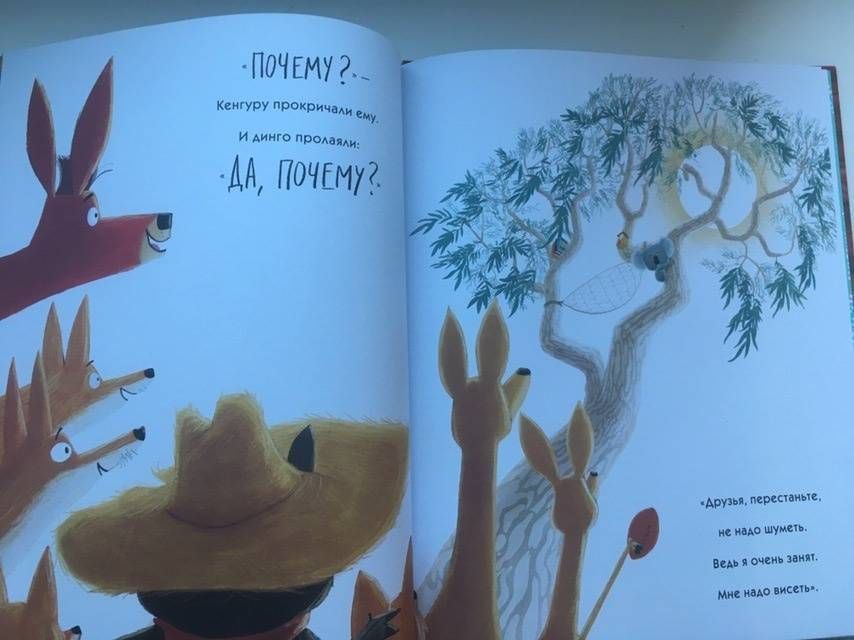 «ПОЧЕМУ?» –
Кенгуру прокричали ему.
И динго пролаяли:
«ДА, ПОЧЕМУ?»
«Друзья, перестаньте,
не надо шуметь.
Ведь я очень занят.
Мне надо висеть».